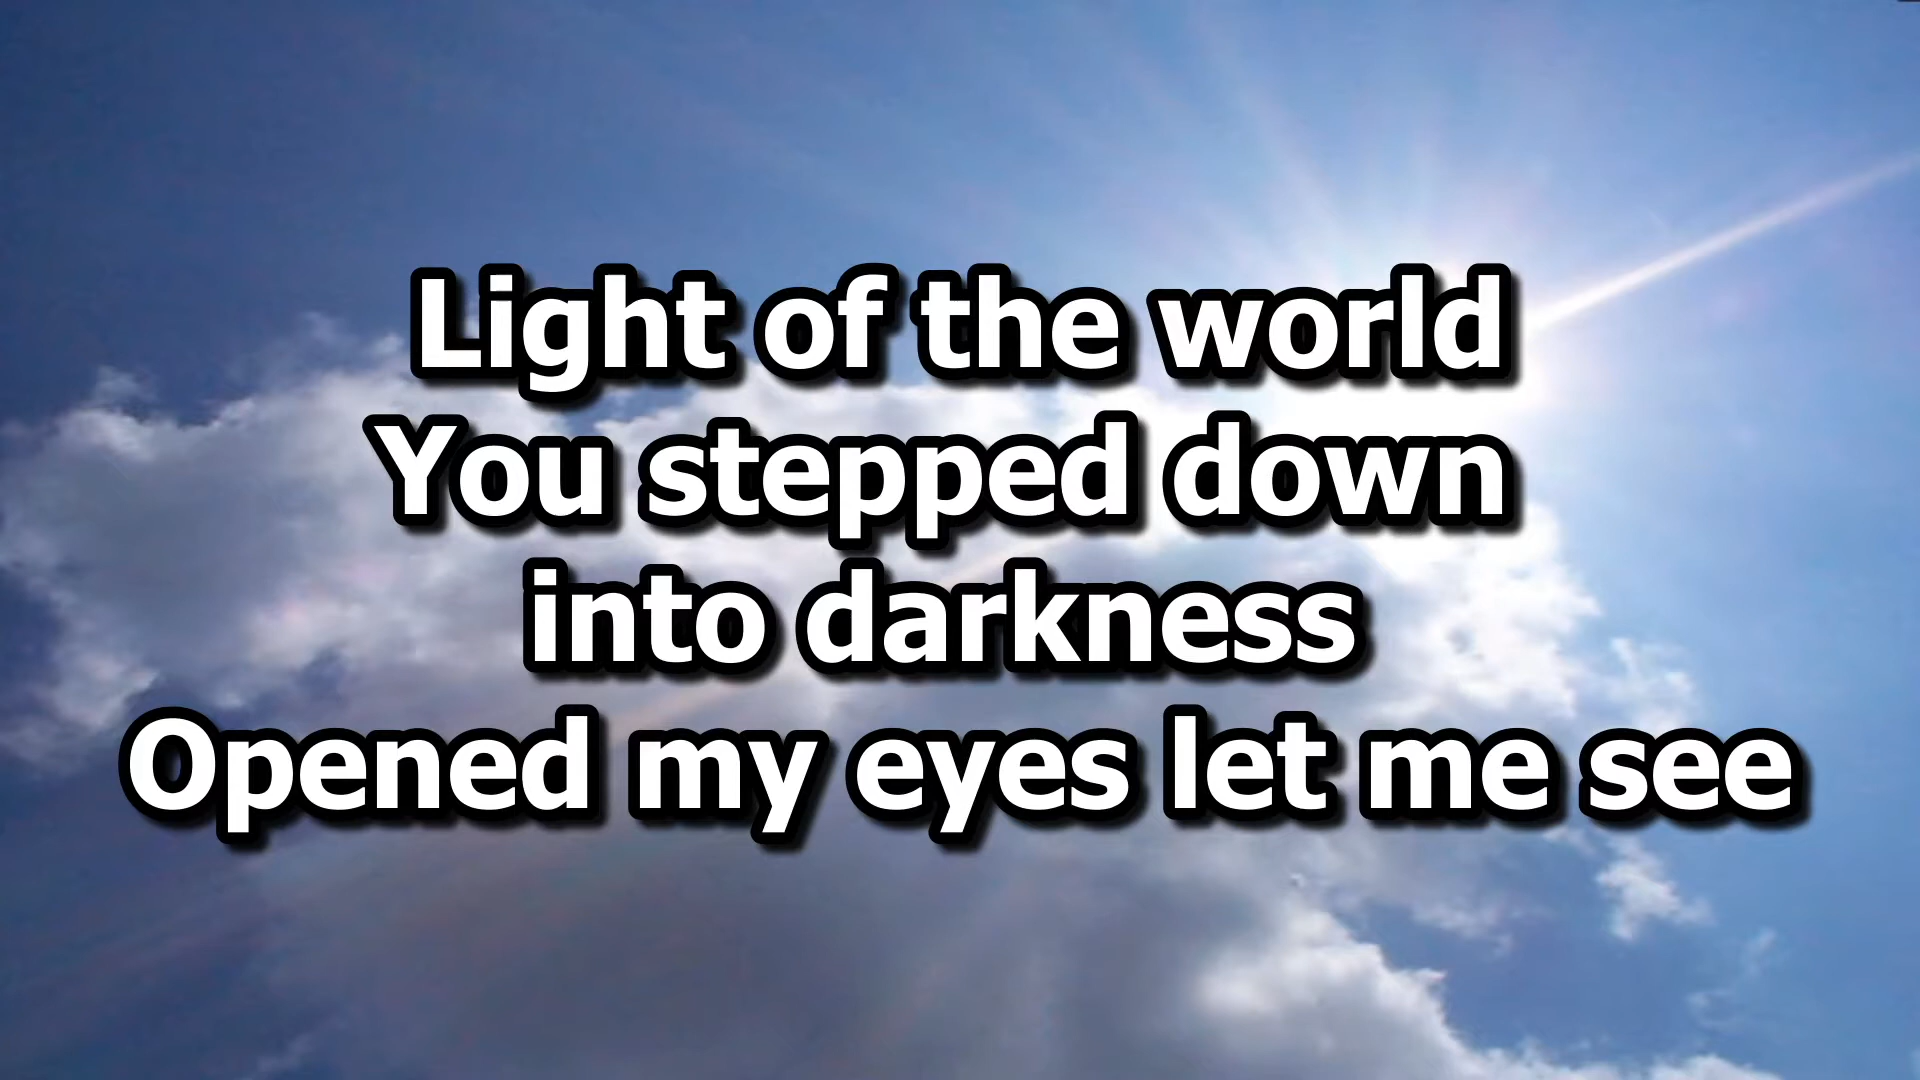 Light of the world
You stepped down
into darkness
Opened my eyes let me see